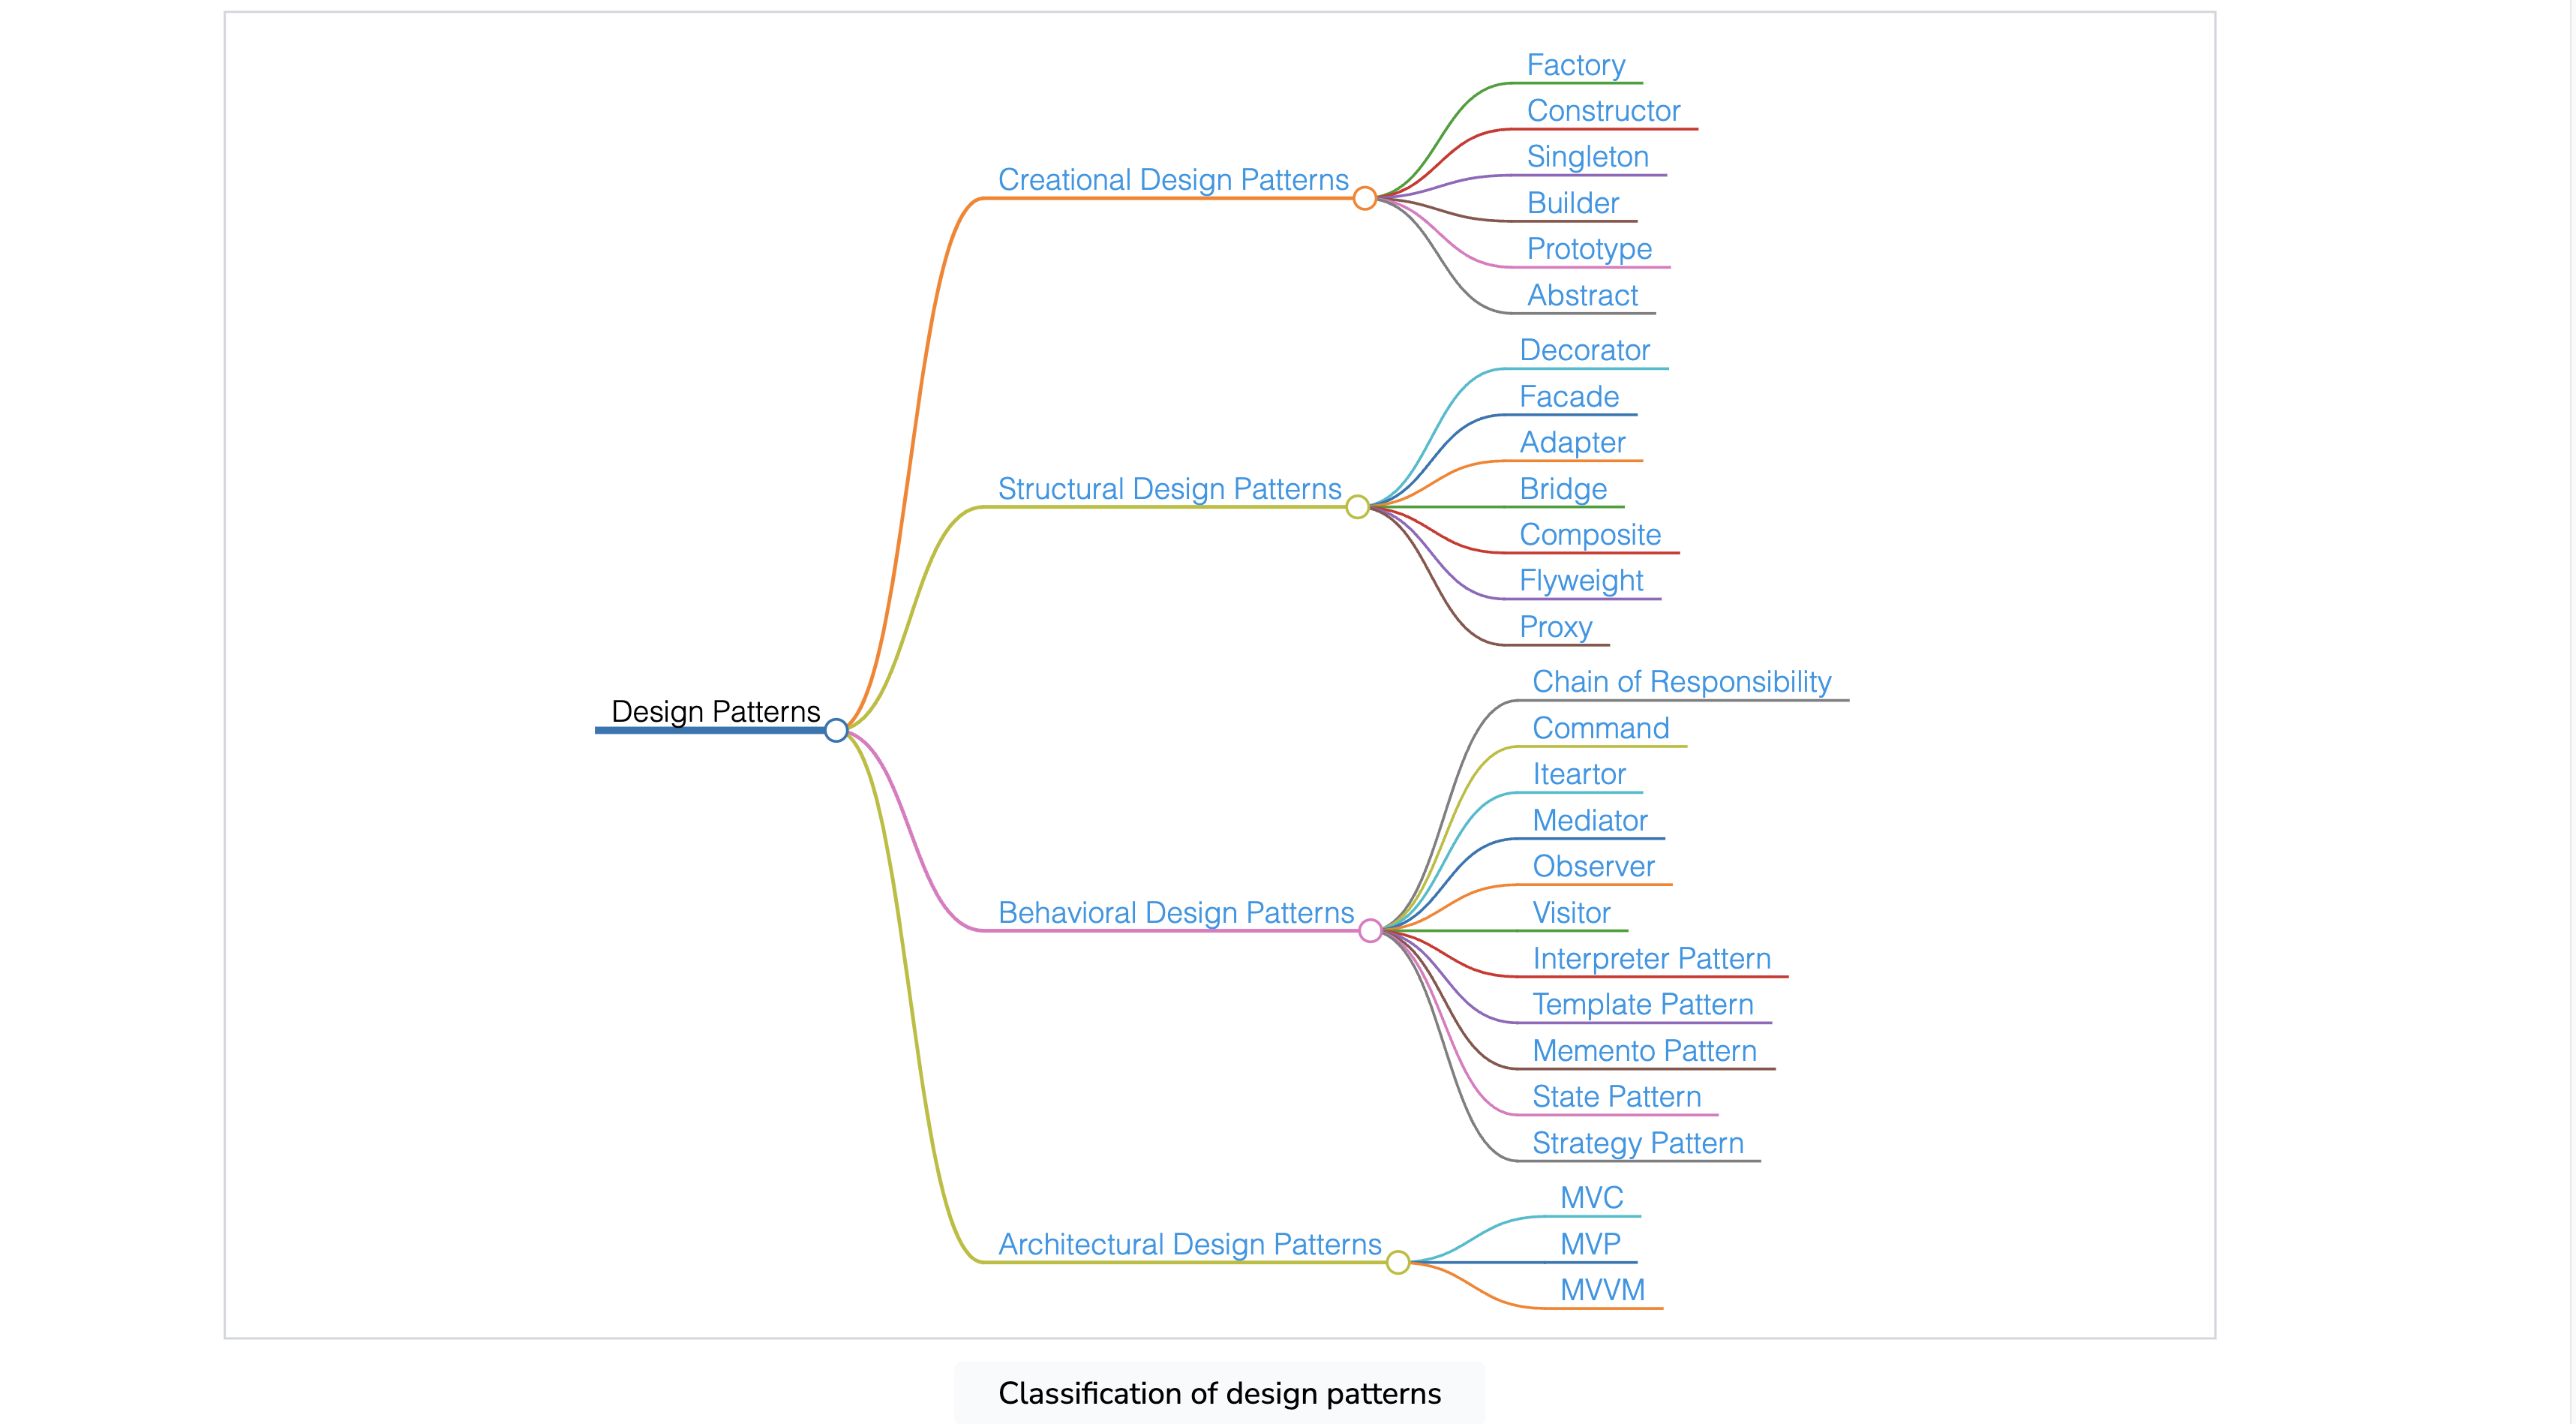 Design Patterns
Creational Design Patterns
Factory
Constructor
Singleton
Builder
Prototype
Abstract
Structural Design Patterns
Decorator
Facade
Adapter
Bridge
Composite
Flyweight
Proxy
Behavioral Design Patterns
Chain of Responsibility
Command
Iteartor
Mediator
Observer
Visitor
Interpreter Pattern
Template Pattern
Memento Pattern
State Pattern
Strategy Pattern
Architectural Design Patterns
MVC
MVP
MVVM
Classification of design patterns